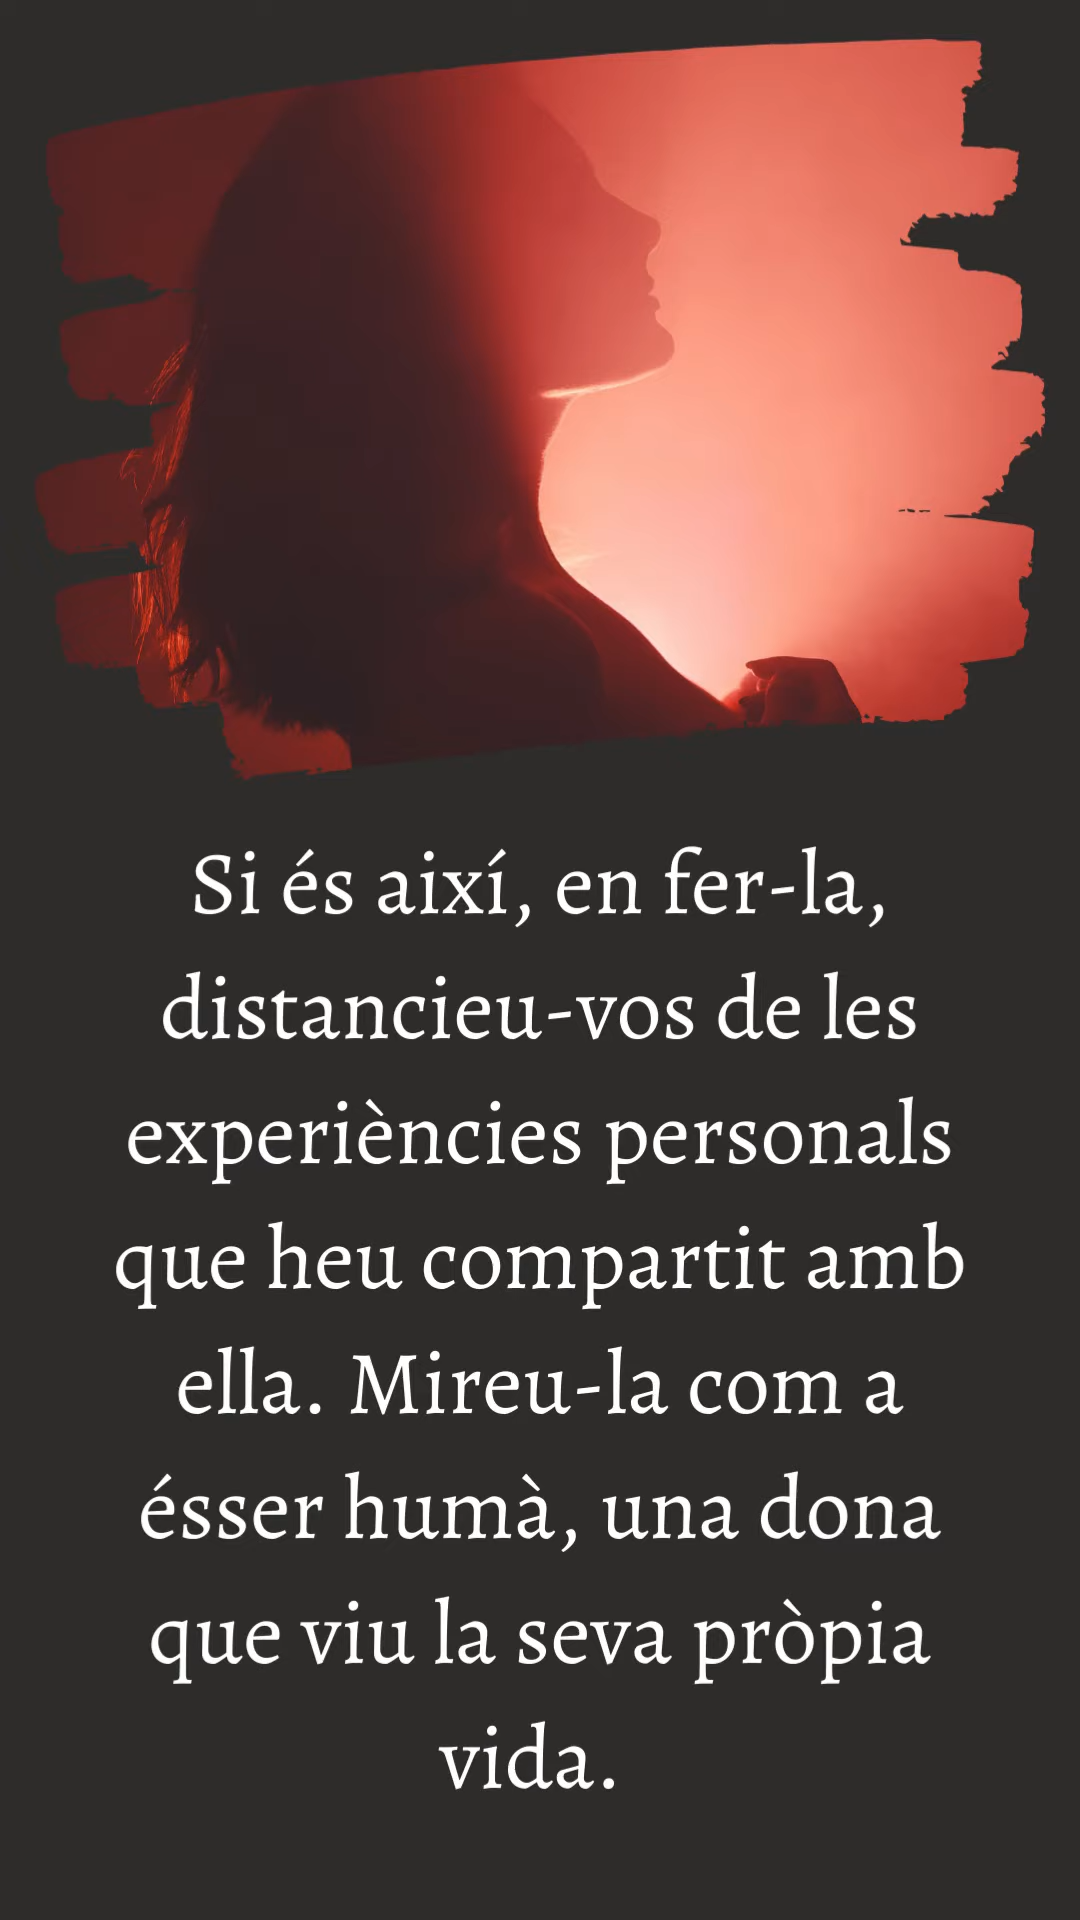 Si és així, en fer-la,
distancieu-vos de les
experiències personals
que heu compartit amb
ella. Mireu-la com a
ésser humà, una dona
que viu la seva pròpia
vida.